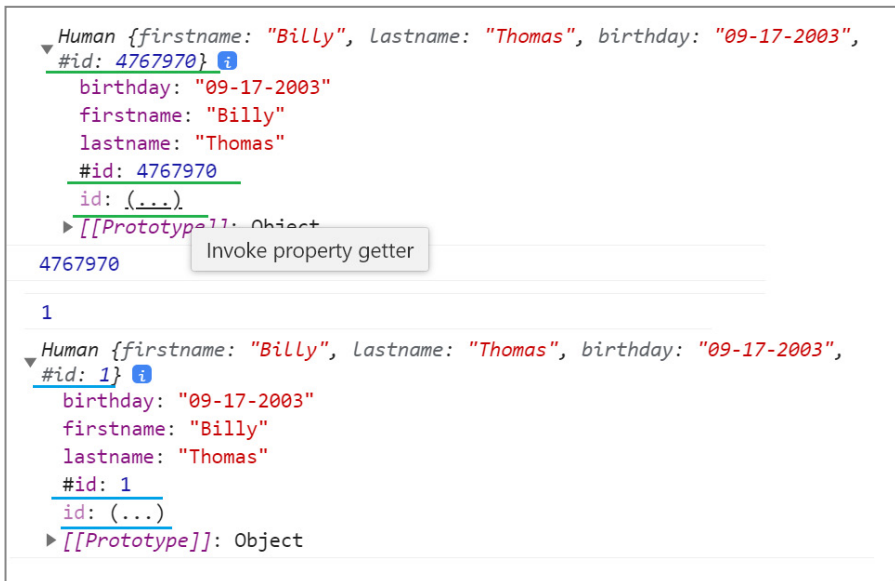 Human {firstname: "Billy", lastname: "Thomas", birthday: "09-17-2003",
#id: 4767970} i
birthday: "09-17-2003"
firstname: "Billy"
lastname: "Thomas"
#id: 4767970
id: (...)
[[Prototype]]: Object
Invoke property getter
4767970
1
Human {firstname: "Billy", lastname: "Thomas", birthday: "09-17-2003",
#id: 1} i
birthday: "09-17-2003"
firstname: "Billy"
lastname: "Thomas"
#id: 1
id: (...)
[[Prototype]]: Object